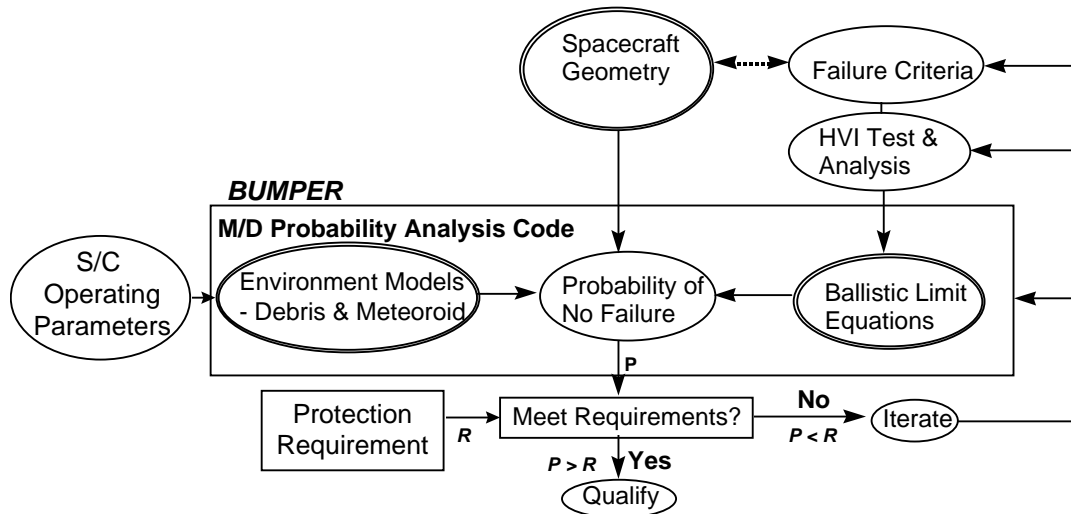 Spacecraft
Geometry
Failure Criteria
HVI Test &
Analysis
BUMPER
M/D Probability Analysis Code
S/C
Operating
Parameters
Environment Models
- Debris & Meteoroid
Probability of
No Failure
Ballistic Limit
Equations
P
Protection
Requirement
R
Meet Requirements?
No
P < R
Iterate
P > R
Yes
Qualify